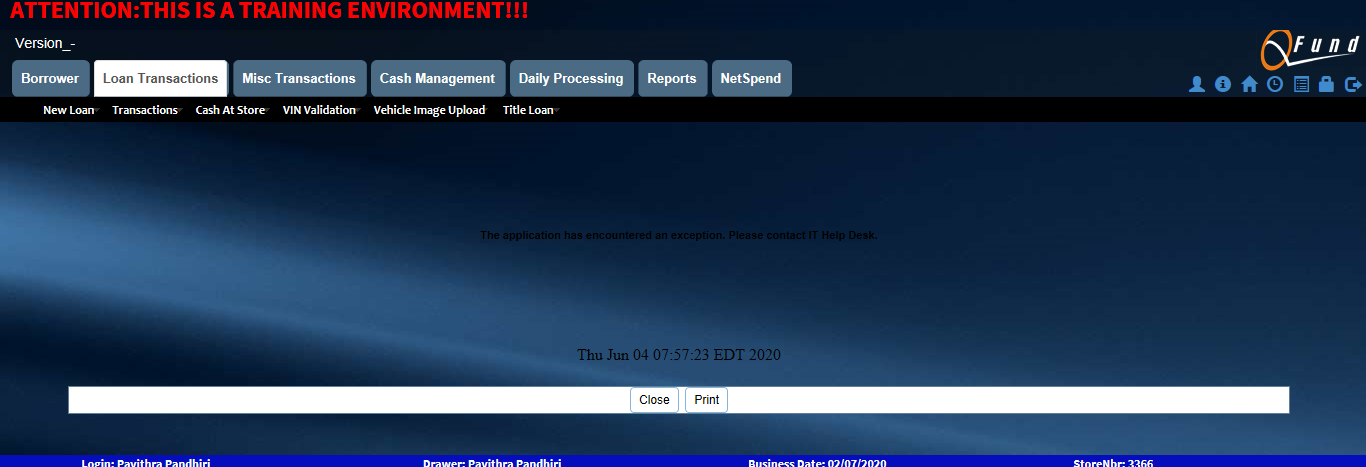 ATTENTION:THIS IS A TRAINING ENVIRONMENT!!!
Version_-
QFund
Borrower Loan Transactions Misc Transactions Cash Management Daily Processing Reports NetSpend
New Loan Transactions Cash At Store VIN Validation Vehicle Image Upload Title Loan
The application has encountered an exception. Please contact IT Help Desk.
Thu Jun 04 07:57:23 EDT 2020
Close Print
Login: Pavithra Pandhiri Drawer: Pavithra Pandhiri Business Date: 02/07/2020 StoreNbr: 3366